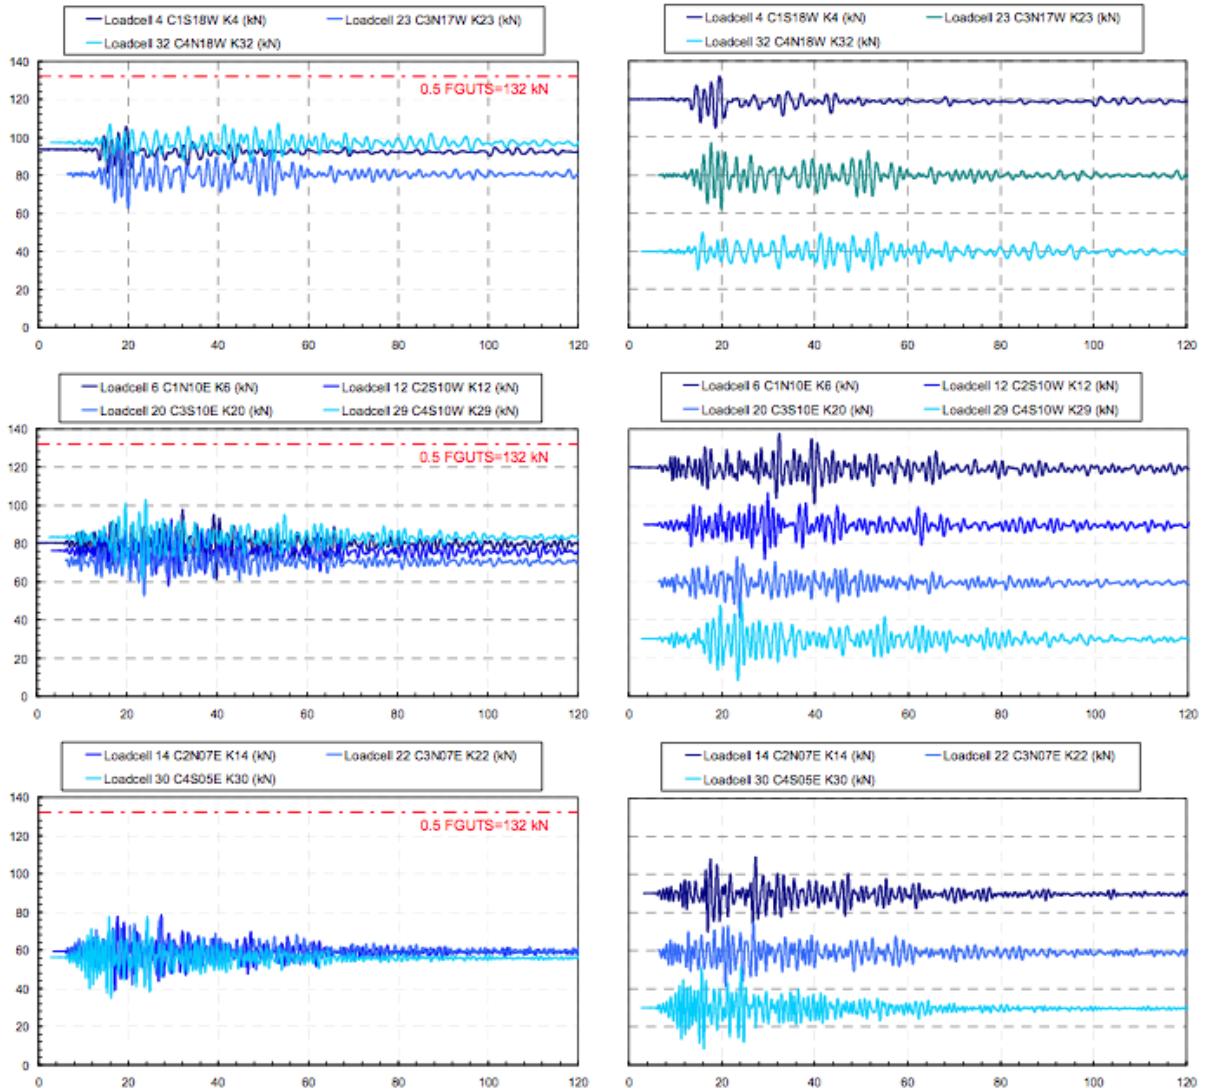 Loadcell 4 C1S18W K4 (kN) Loadcell 23 C3N17W K23 (kN)
Loadcell 32 C4N18W K32 (kN)
140
120
100
80
60
40
20
0
0.5 FGUTS=132 kN
0 20 40 60 80 100 120
Loadcell 4 C1S18W K4 (kN) Loadcell 23 C3N17W K23 (kN)
Loadcell 32 C4N18W K32 (kN)
0 20 40 60 80 100 120
Loadcell 6 C1N10E K6 (kN) Loadcell 12 C2S10W K12 (kN)
Loadcell 20 C3S10E K20 (kN) Loadcell 29 C4S10W K29 (kN)
140
120
100
80
60
40
20
0
0.5 FGUTS=132 kN
0 20 40 60 80 100 120
Loadcell 6 C1N10E K6 (kN) Loadcell 12 C2S10W K12 (kN)
Loadcell 20 C3S10E K20 (kN) Loadcell 29 C4S10W K29 (kN)
0 20 40 60 80 100 120
Loadcell 14 C2N07E K14 (kN) Loadcell 22 C3N07E K22 (kN)
Loadcell 30 C4S05E K30 (kN)
140
120
100
80
60
40
20
0
0.5 FGUTS=132 kN
0 20 40 60 80 100 120
Loadcell 14 C2N07E K14 (kN) Loadcell 22 C3N07E K22 (kN)
Loadcell 30 C4S05E K30 (kN)
0 20 40 60 80 100 120